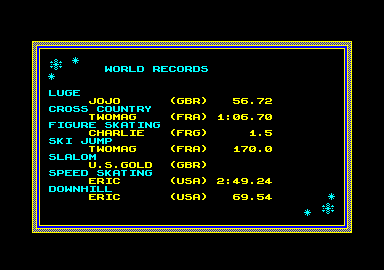 WORLD RECORDS
LUGE
JOJO (GBR) 56.72
CROSS COUNTRY
TWOMAG (FRA) 1:06.70
FIGURE SKATING
CHARLIE (FRG) 1.5
SKI JUMP
TWOMAG (FRA) 170.0
SLALOM
U.S.GOLD (GBR)
SPEED SKATING
ERIC (USA) 2:49.24
DOWNHILL
ERIC (USA) 69.54